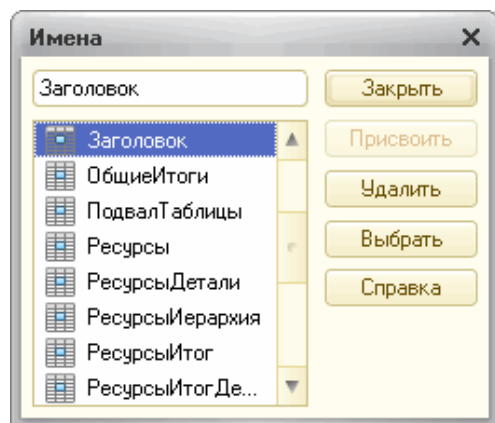 Имена
Заголовок
Закрыть
Заголовок
Присвоить
ОбщиеИтоги
Удалить
ПодвалТаблицы
Ресурсы
Выбрать
РесурсыДетали
Справка
РесурсыИерархия
РесурсыИтог
РесурсыИтогДе...